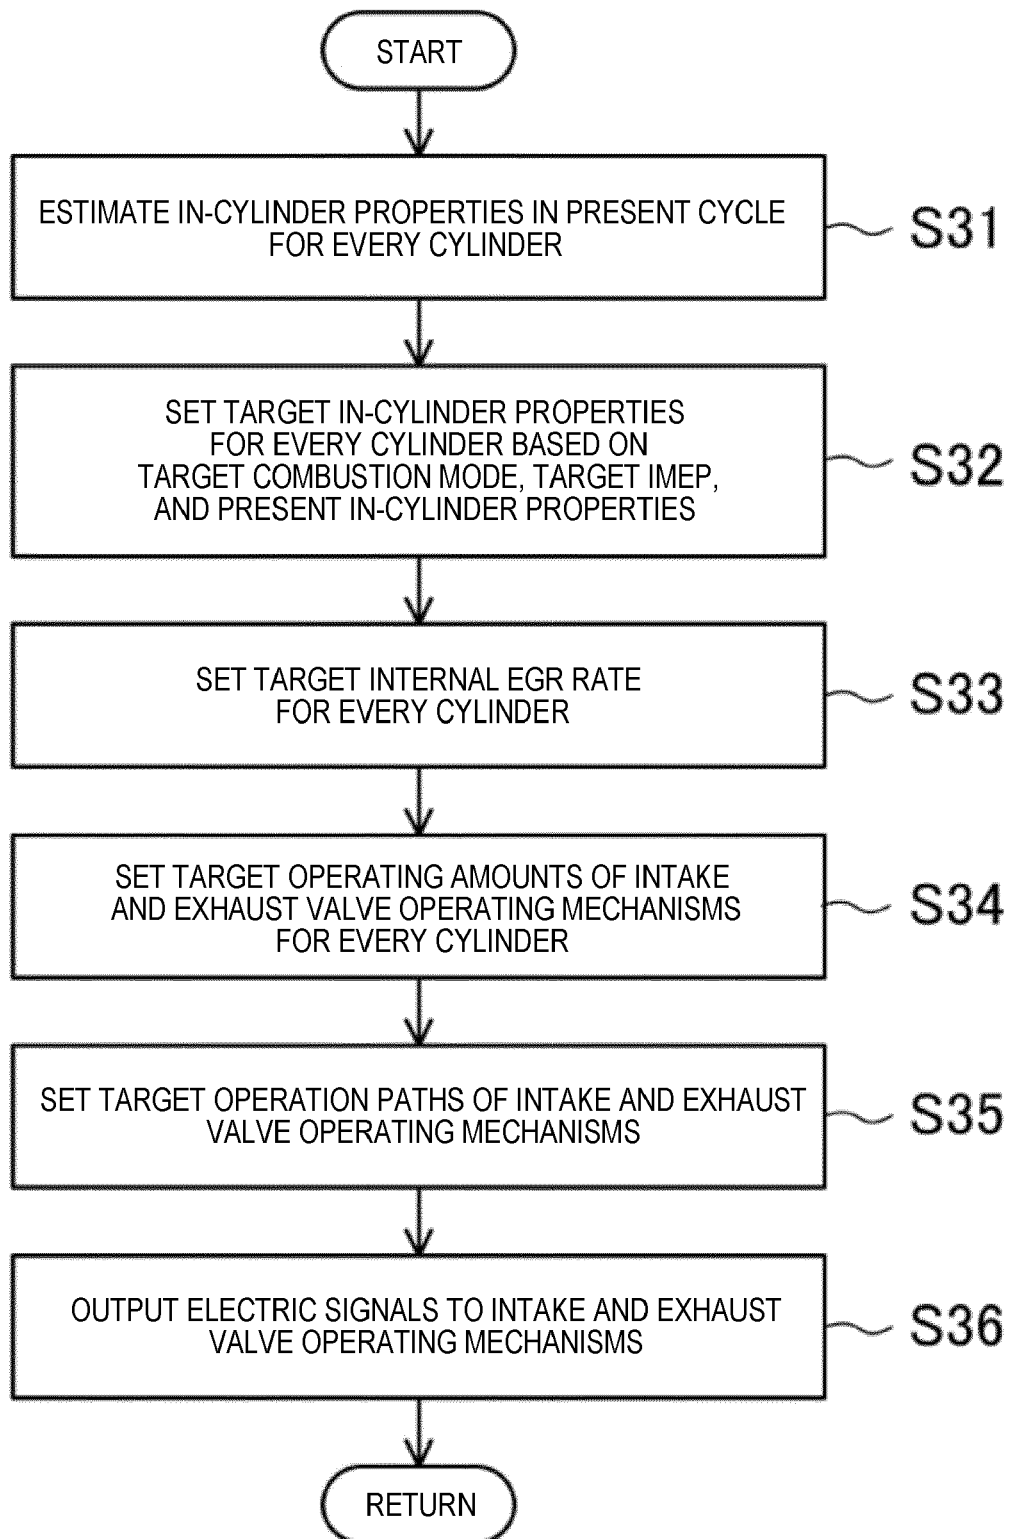 START
ESTIMATE IN-CYLINDER PROPERTIES IN PRESENT CYCLE
FOR EVERY CYLINDER
S31
SET TARGET IN-CYLINDER PROPERTIES
FOR EVERY CYLINDER BASED ON
TARGET COMBUSTION MODE, TARGET IMEP,
AND PRESENT IN-CYLINDER PROPERTIES
S32
SET TARGET INTERNAL EGR RATE
FOR EVERY CYLINDER
S33
SET TARGET OPERATING AMOUNTS OF INTAKE
AND EXHAUST VALVE OPERATING MECHANISMS
FOR EVERY CYLINDER
S34
SET TARGET OPERATION PATHS OF INTAKE AND EXHAUST
VALVE OPERATING MECHANISMS
S35
OUTPUT ELECTRIC SIGNALS TO INTAKE AND EXHAUST
VALVE OPERATING MECHANISMS
S36
RETURN